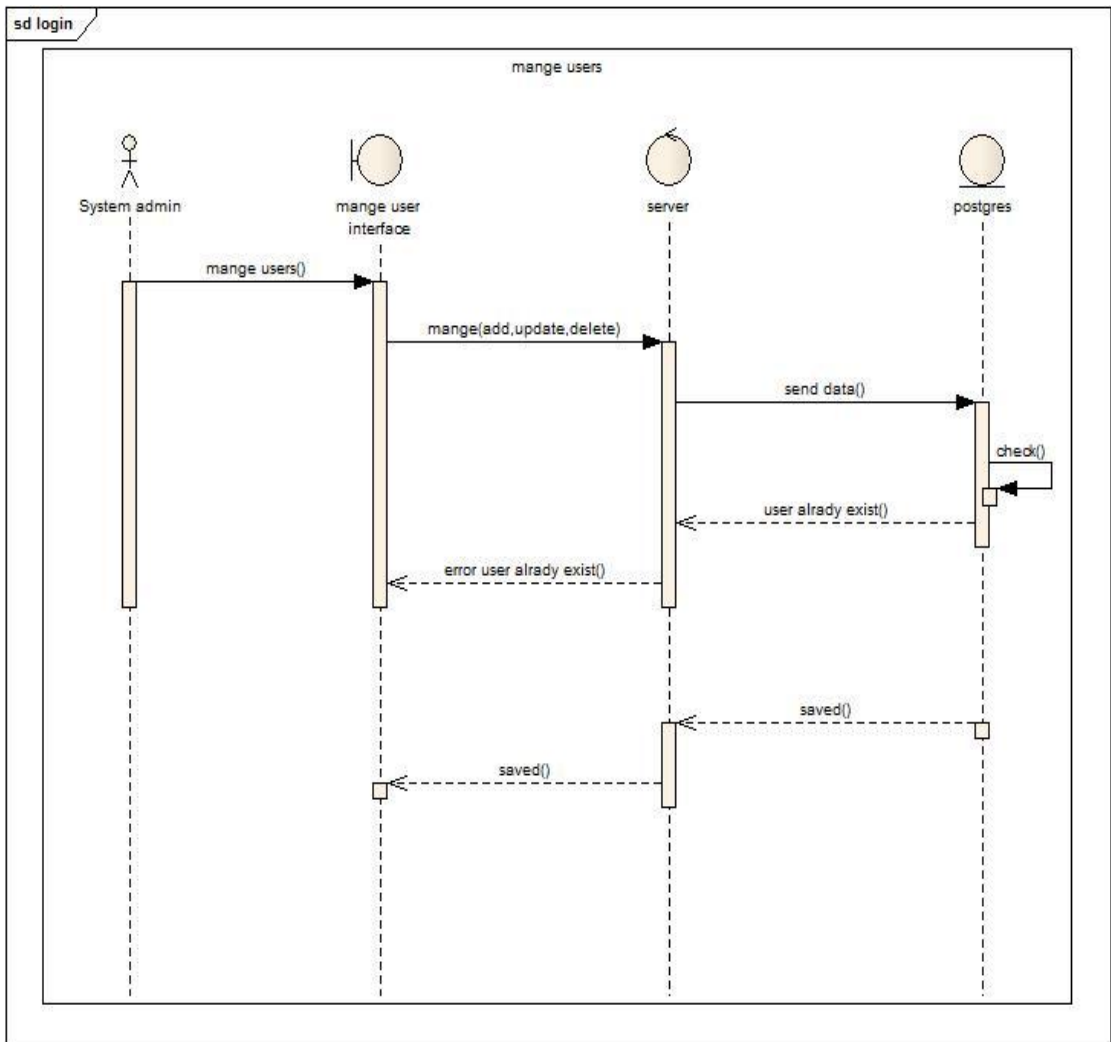 sd login
mange users
System admin
mange user
interface
server
postgres
mange users()
mange(add,update,delete)
send data()
check()
user alrady exist()
error user alrady exist()
saved()
saved()